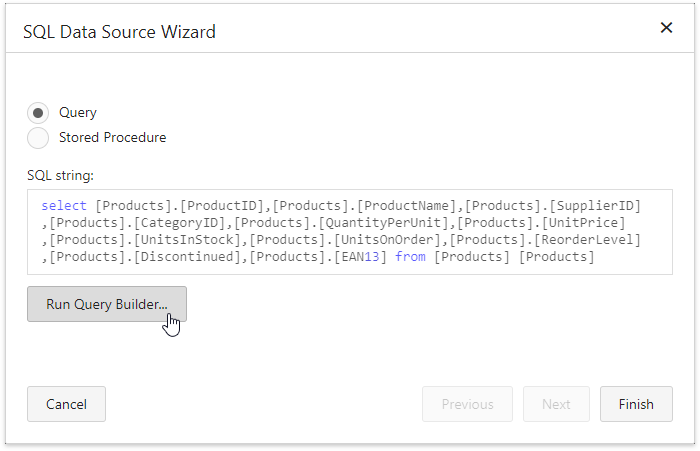 SQL Data Source Wizard
Query
Stored Procedure
SQL string:
select [Products].[ProductID],[Products].[ProductName],[Products].[SupplierID]
,[Products].[CategoryID],[Products].[QuantityPerUnit],[Products].[UnitPrice]
,[Products].[UnitsInStock],[Products].[UnitsOnOrder],[Products].[ReorderLevel]
,[Products].[Discontinued],[Products].[EAN13] from [Products] [Products]
Run Query Builder...
Cancel
Previous
Next
Finish